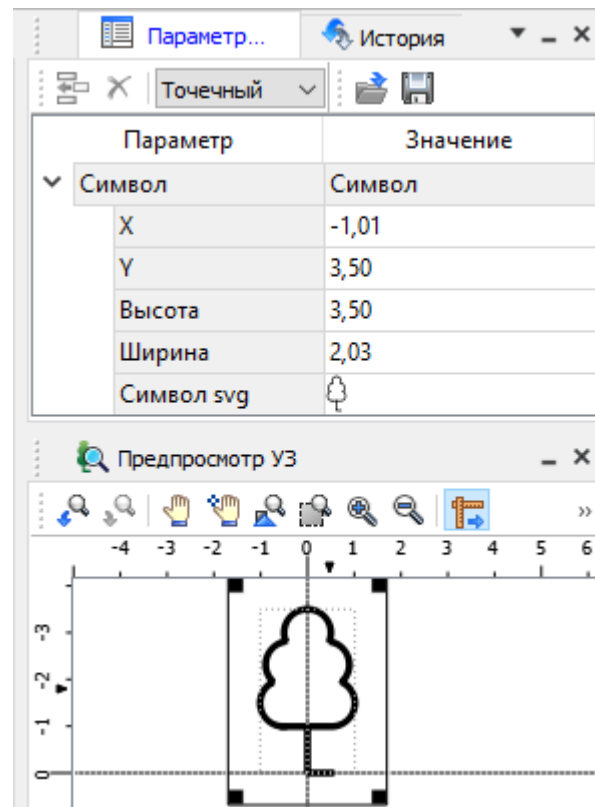 Параметр... История
Точечный
Параметр Значение
Символ Символ
X -1,01
Y 3,50
Высота 3,50
Ширина 2,03
Символ svg
Предпросмотр УЗ
»
-4 -3 -2 -1 0 1 2 3 4 5 6
-3
-2
-1
0